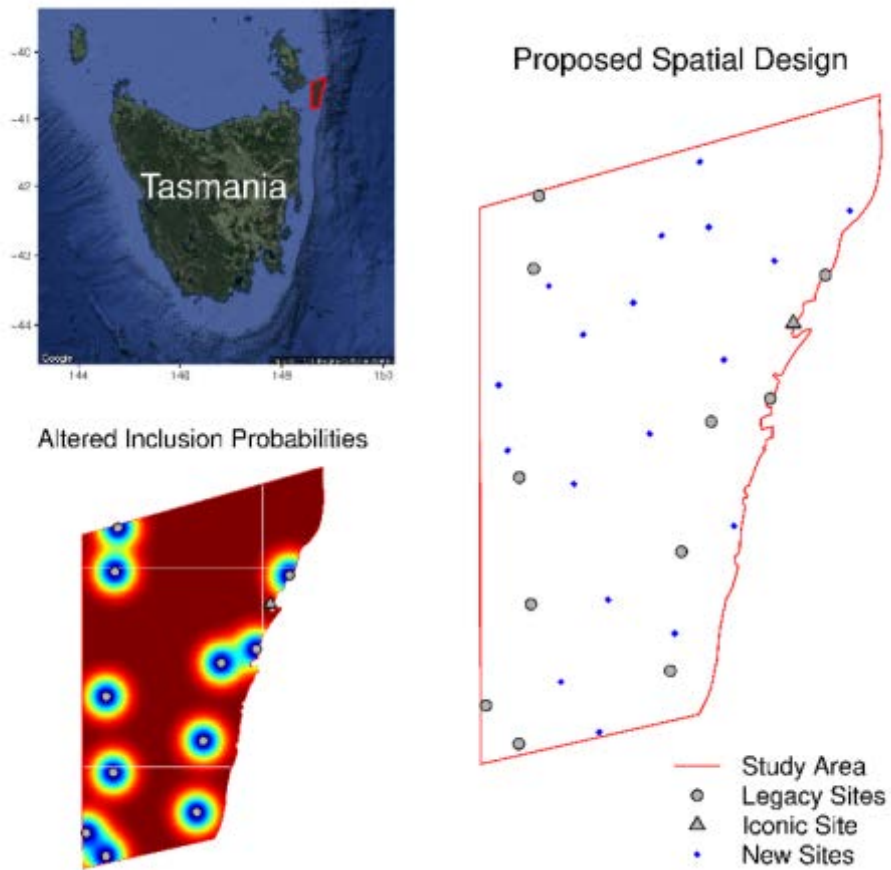 -40
-41
-42
-43
-44
Tasmania
Google
144
146
148
150
Proposed Spatial Design
Altered Inclusion Probabilities
Study Area
Legacy Sites
Iconic Site
New Sites